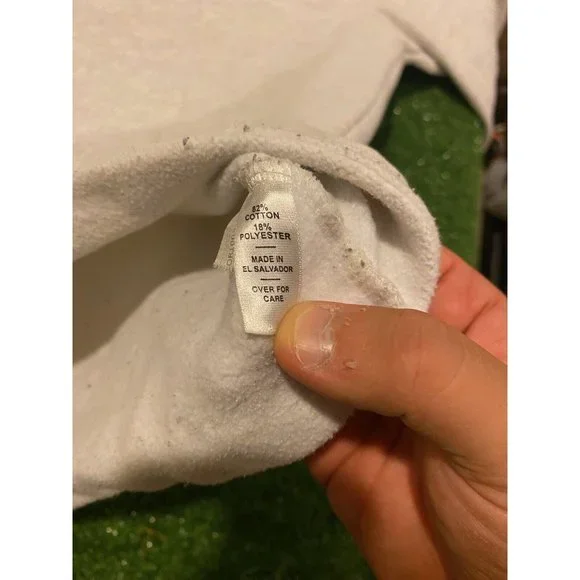 82%
COTTON
18%
POLYESTER
MADE IN
EL SALVADOR
OVER FOR
CARE